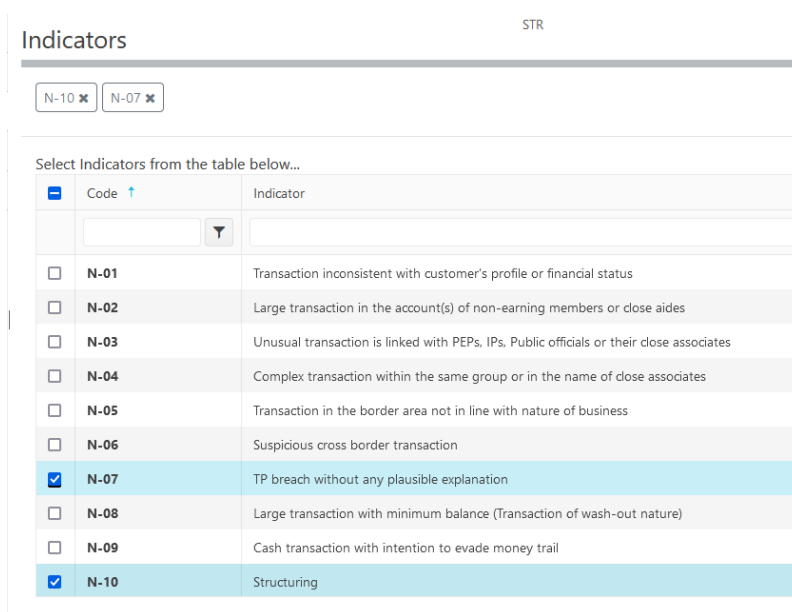 STR
Indicators
N-10 ✖ N-07 ✖
Select Indicators from the table below...
Code ↑ Indicator
N-01 Transaction inconsistent with customer's profile or financial status
N-02 Large transaction in the account(s) of non-earning members or close aides
N-03 Unusual transaction is linked with PEPs, IPs, Public officials or their close associates
N-04 Complex transaction within the same group or in the name of close associates
N-05 Transaction in the border area not in line with nature of business
N-06 Suspicious cross border transaction
N-07 TP breach without any plausible explanation
N-08 Large transaction with minimum balance (Transaction of wash-out nature)
N-09 Cash transaction with intention to evade money trail
N-10 Structuring